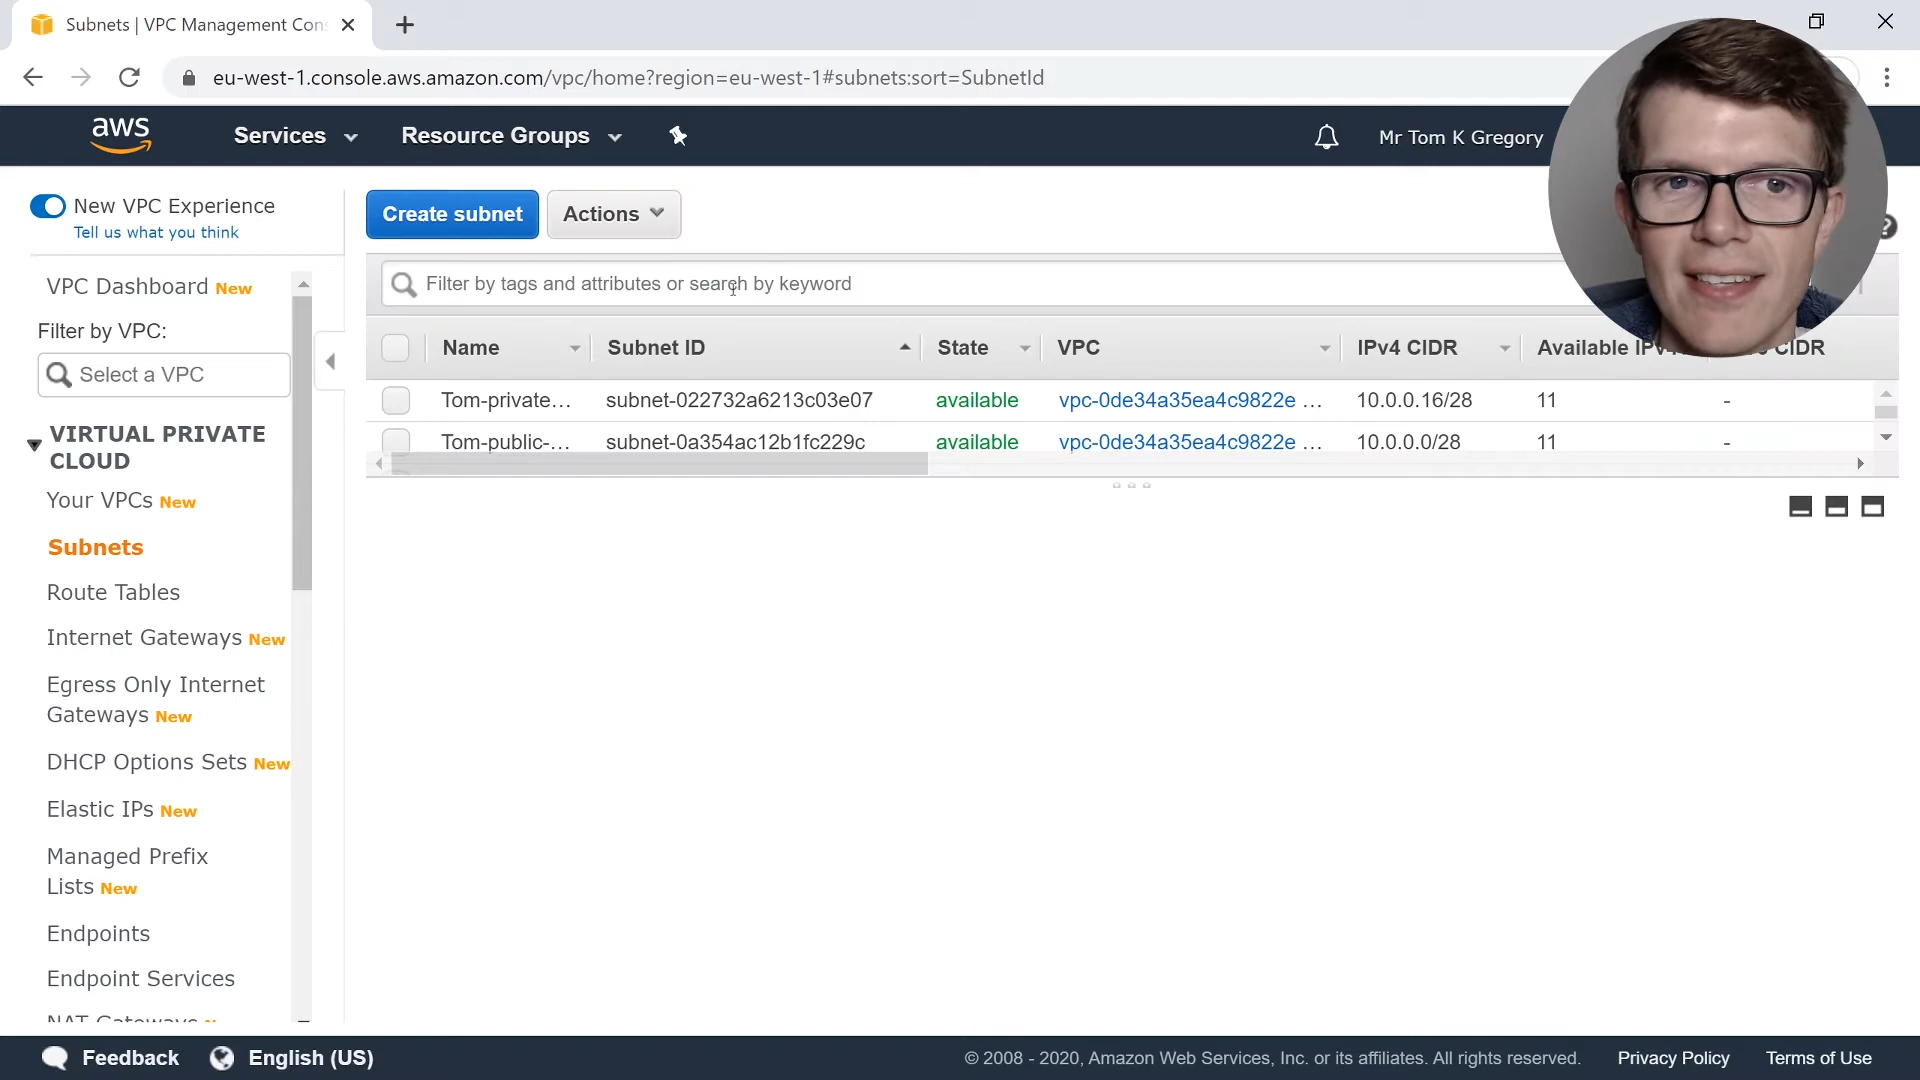 Subnets | VPC Management Con
eu-west-1.console.aws.amazon.com/vpc/home?region=eu-west-1#subnets:sort=SubnetId
aws
Services
Resource Groups
Mr Tom K Gregory
New VPC Experience
Tell us what you think
VPC Dashboard New
Filter by VPC:
Select a VPC
VIRTUAL PRIVATE
CLOUD
Your VPCs New
Subnets
Route Tables
Internet Gateways New
Egress Only Internet
Gateways New
DHCP Options Sets New
Elastic IPs New
Managed Prefix
Lists New
Endpoints
Endpoint Services
NAT Gateways
Create subnet
Actions
Filter by tags and attributes or search by keyword
Name Subnet ID State VPC IPv4 CIDR Available CIDR
Tom-private... subnet-022732a6213c03e07 available vpc-0de34a35ea4c9822e ... 10.0.0.16/28 11 -
Tom-public-... subnet-0a354ac12b1fc229c available vpc-0de34a35ea4c9822e ... 10.0.0.0/28 11 -
?
Feedback
English (US)
© 2008 - 2020, Amazon Web Services, Inc. or its affiliates. All rights reserved.
Privacy Policy
Terms of Use